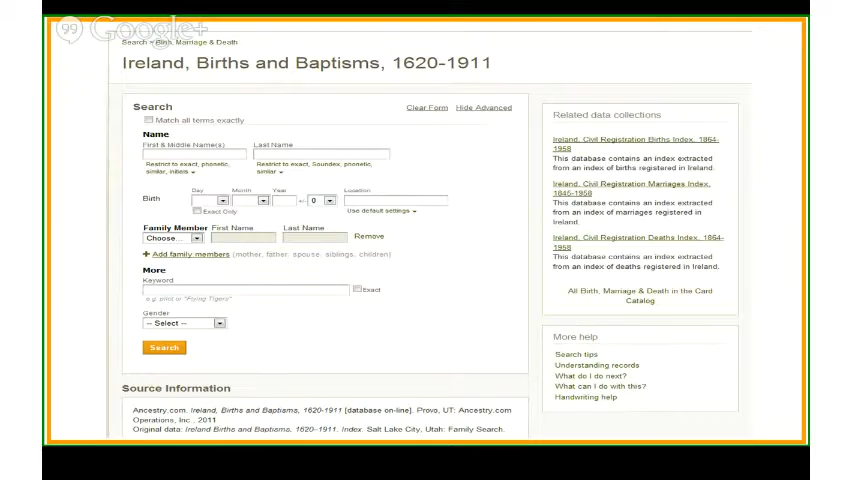 99 Google+
Search > Birth, Marriage & Death
Ireland, Births and Baptisms, 1620-1911
Search
Clear Form Hide Advanced
Match all terms exactly
Name
First & Middle Name(s) Last Name
Restrict to exact, phonetic, similar, initials
Restrict to exact, Soundex, phonetic, similar
Birth
Day Month Year Location
+/- 0
Exact Only
Use default settings
Family Member First Name Last Name
Choose... Remove
+ Add family members (mother, father, spouse, siblings, children)
More
Keyword
Exact
e.g. pilot or "Flying Tigers"
Gender
-- Select --
Search
Source Information
Ancestry.com. Ireland, Births and Baptisms, 1620-1911 [database on-line]. Provo, UT: Ancestry.com
Operations, Inc., 2011
Original data: Ireland Births and Baptisms, 1620–1911. Index. Salt Lake City, Utah: Family Search.
Related data collections
Ireland, Civil Registration Births Index, 1864-
1958
This database contains an index extracted
from an index of births registered in Ireland.
Ireland, Civil Registration Marriages Index,
1845-1958
This database contains an index extracted
from an index of marriages registered in
Ireland.
Ireland, Civil Registration Deaths Index, 1864-
1958
This database contains an index extracted
from an index of deaths registered in Ireland.
All Birth, Marriage & Death in the Card
Catalog
More help
Search tips
Understanding records
What do I do next?
What can I do with this?
Handwriting help